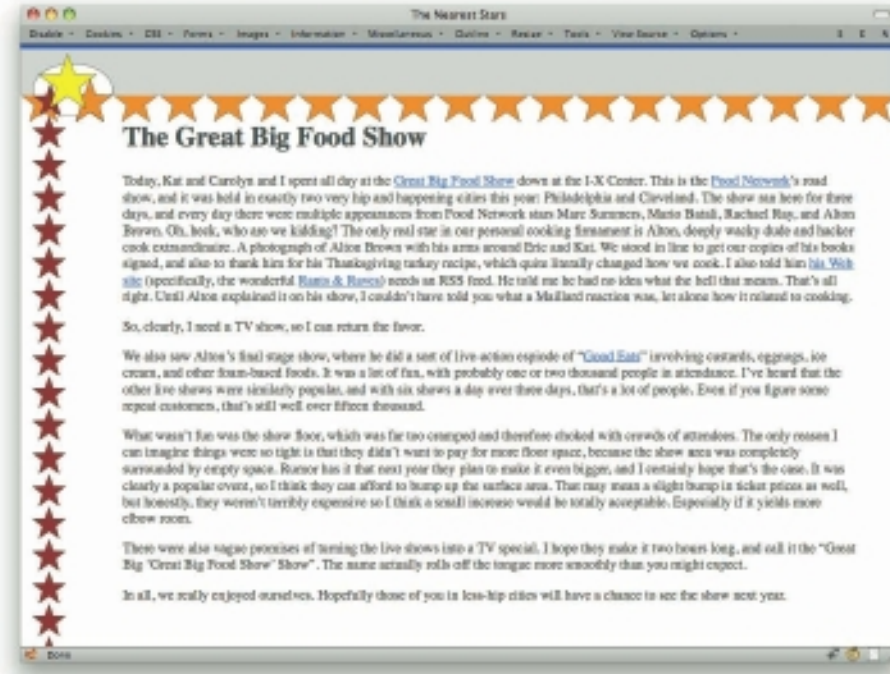 The Nearest Stars
Disable Cookies CSS Forms Images Information Miscellaneous Outline Resize Tools View Source Options
The Great Big Food Show
Today, Kat and Carolyn and I spent all day at the Great Big Food Show down at the I-X Center. This is the Food Network's road
show, and it was held in exactly two very hip and happening cities this year: Philadelphia and Cleveland. The show ran here for three
days, and every day there were multiple appearances from Food Network stars Marc Summers, Mario Batali, Rachael Ray, and Alton
Brown. Oh, heck, who are we kidding? The only real star in our personal cooking firmament is Alton, deeply wacky dude and hacker
cook extraordinaire. A photograph of Alton Brown with his arms around Eric and Kat. We stood in line to get our copies of his books
signed, and also to thank him for his Thanksgiving turkey recipe, which quite literally changed how we cook. I also told him his Web
site (specifically, the wonderful Rants & Raves) needs an RSS feed. He told me he had no idea what the hell that means. That's all
right. Until Alton explained it on his show, I couldn't have told you what a Maillard reaction was, let alone how it related to cooking.
So, clearly, I need a TV show, so I can return the favor.
We also saw Alton's final stage show, where he did a sort of live-action espiode of "Good Eats" involving custards, eggnogs, ice
cream, and other foam-based foods. It was a lot of fun, with probably one or two thousand people in attendance. I've heard that the
other live shows were similarly popular, and with six shows a day over three days, that's a lot of people. Even if you figure some
repeat customers, that's still well over fifteen thousand.
What wasn't fun was the show floor, which was far too cramped and therefore choked with crowds of attendees. The only reason I
can imagine things were so tight is that they didn't want to pay for more floor space, because the show area was completely
surrounded by empty space. Rumor has it that next year they plan to make it even bigger, and I certainly hope that's the case. It was
clearly a popular event, so I think they can afford to bump up the surface area. That may mean a slight bump in ticket prices as well,
but honestly, they weren't terribly expensive so I think a small increase would be totally acceptable. Especially if it yields more
elbow room.
There were also vague promises of turning the live shows into a TV special. I hope they make it two hours long, and call it the "Great
Big 'Great Big Food Show' Show". The name actually rolls off the tongue more smoothly than you might expect.
In all, we really enjoyed ourselves. Hopefully those of you in less-hip cities will have a chance to see the show next year.
Done